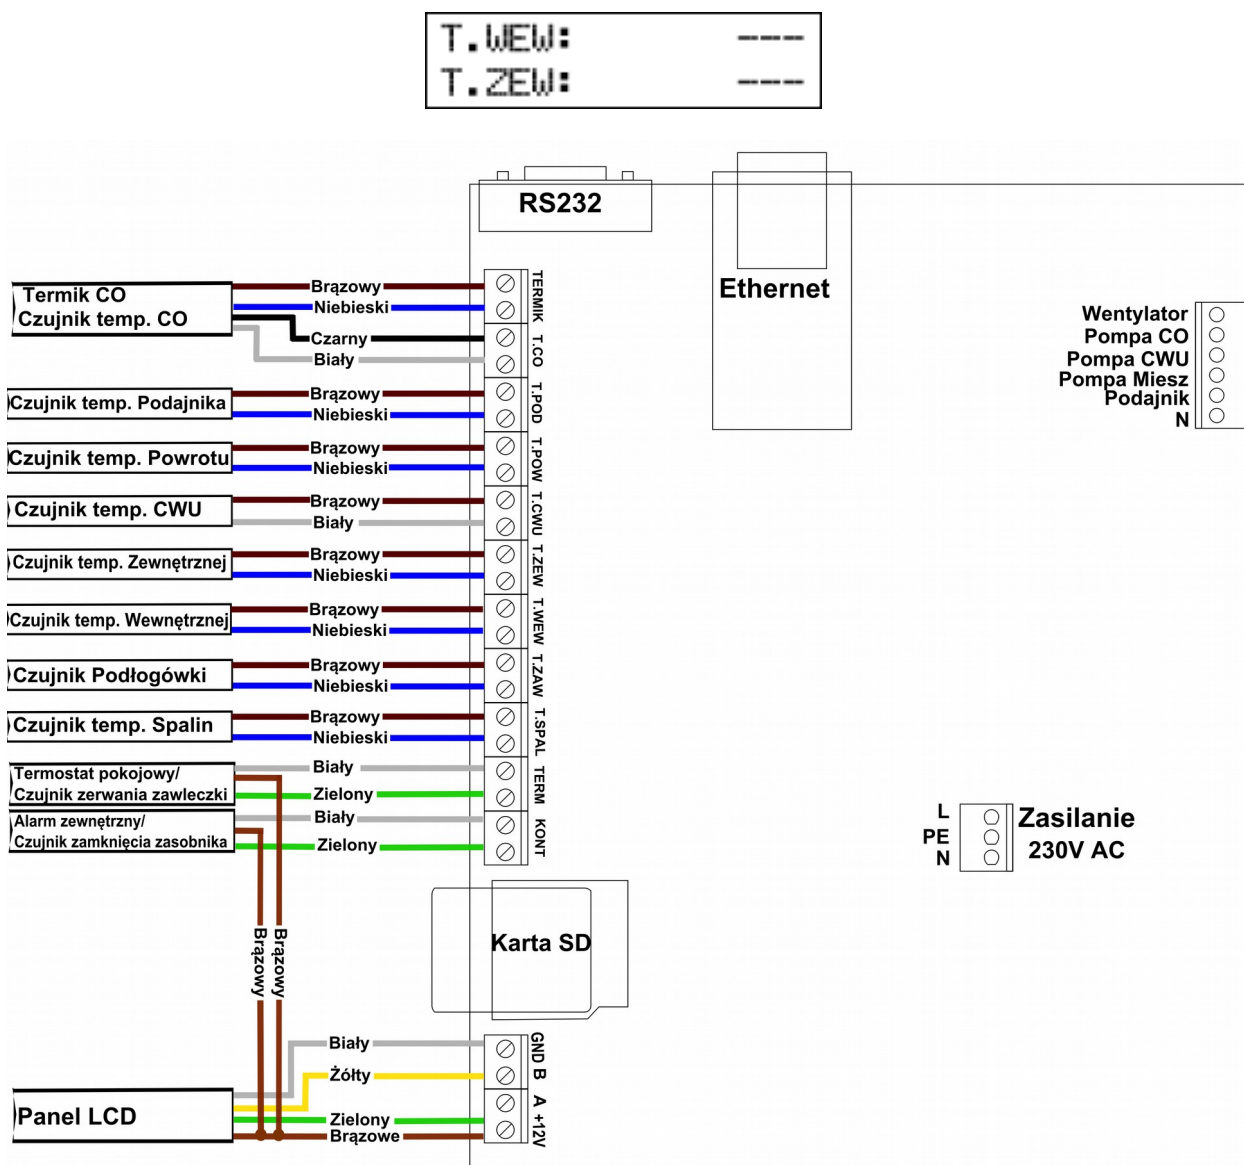 T.WEW: ----
T.ZEW: ----
RS232
Ethernet
Termik CO
Czujnik temp. CO
Brązowy
Niebieski
Czarny
Biały
TERMIK
T.CO
Czujnik temp. Podajnika
Brązowy
Niebieski
T.POD
Czujnik temp. Powrotu
Brązowy
Niebieski
T.POW
Czujnik temp. CWU
Brązowy
Biały
T.CWU
Czujnik temp. Zewnętrznej
Brązowy
Niebieski
T.ZEW
Czujnik temp. Wewnętrznej
Brązowy
Niebieski
T.WEW
Czujnik Podłogówki
Brązowy
Niebieski
T.ZAW
Czujnik temp. Spalin
Brązowy
Niebieski
T.SPAL
Termostat pokojowy/
Czujnik zerwania zawleczki
Biały
Zielony
TERM
Alarm zewnętrzny/
Czujnik zamknięcia zasobnika
Biały
Zielony
KONT
Brązowy
Brązowy
Karta SD
Panel LCD
Biały
Żółty
Zielony
Brązowe
GND
B
A
+12V
Wentylator
Pompa CO
Pompa CWU
Pompa Miesz
Podajnik
N
L
PE
N
Zasilanie
230V AC